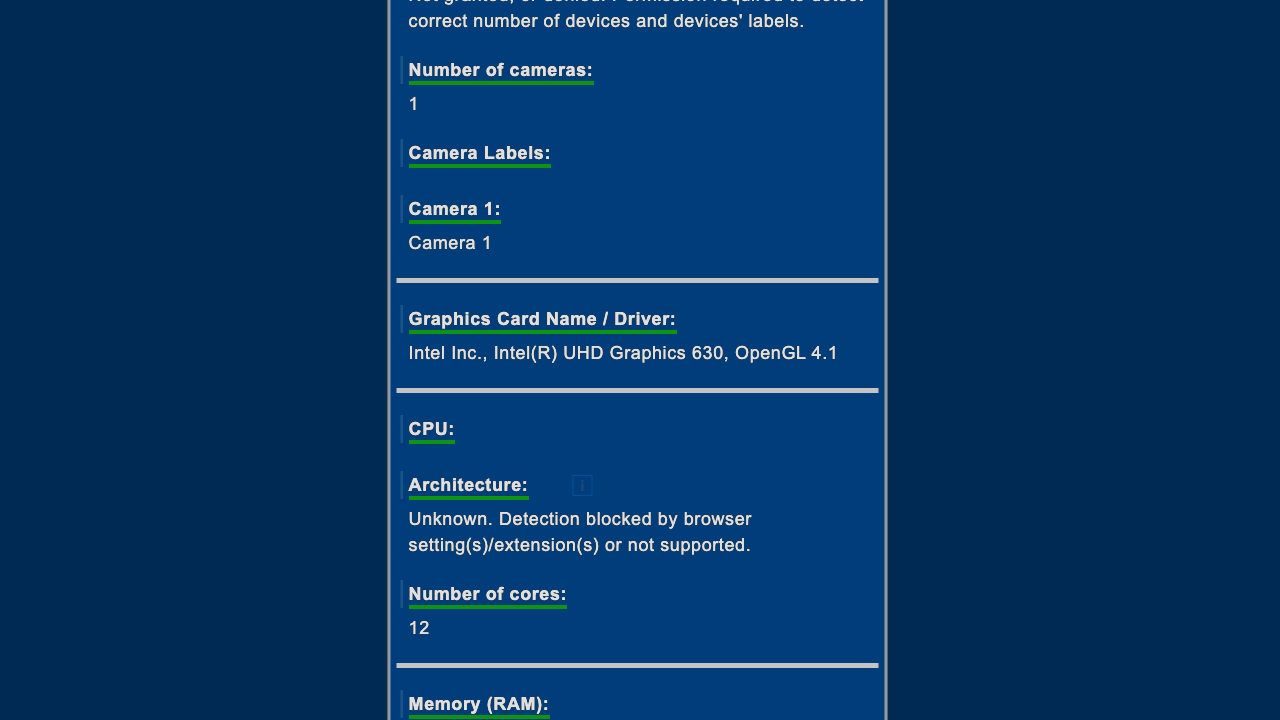 correct number of devices and devices' labels.
Number of cameras:
1
Camera Labels:
Camera 1:
Camera 1
Graphics Card Name / Driver:
Intel Inc., Intel(R) UHD Graphics 630, OpenGL 4.1
CPU:
Architecture:
i
Unknown. Detection blocked by browser
setting(s)/extension(s) or not supported.
Number of cores:
12
Memory (RAM):